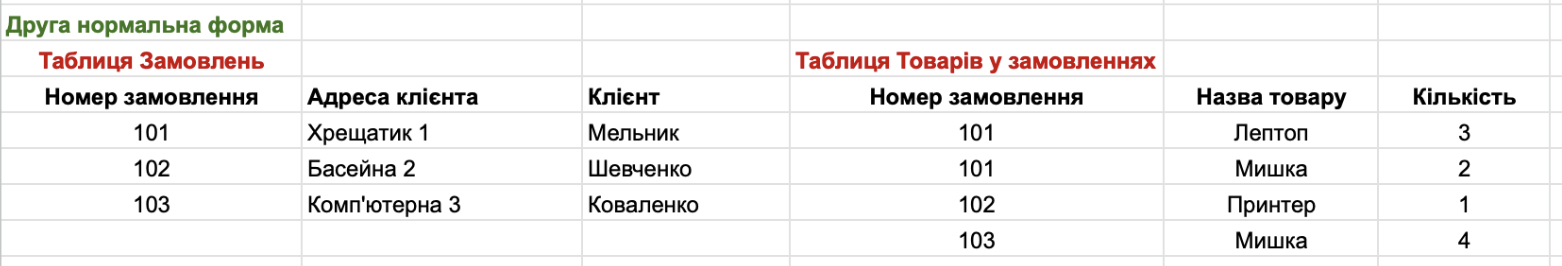 Друга нормальна форма
Таблиця Замовлень Таблиця Товарів у замовленнях
Номер замовлення Адреса клієнта Клієнт Номер замовлення Назва товару Кількість
101 Хрещатик 1 Мельник 101 Лептоп 3
102 Басейна 2 Шевченко 101 Мишка 2
103 Комп'ютерна 3 Коваленко 102 Принтер 1
103 Мишка 4